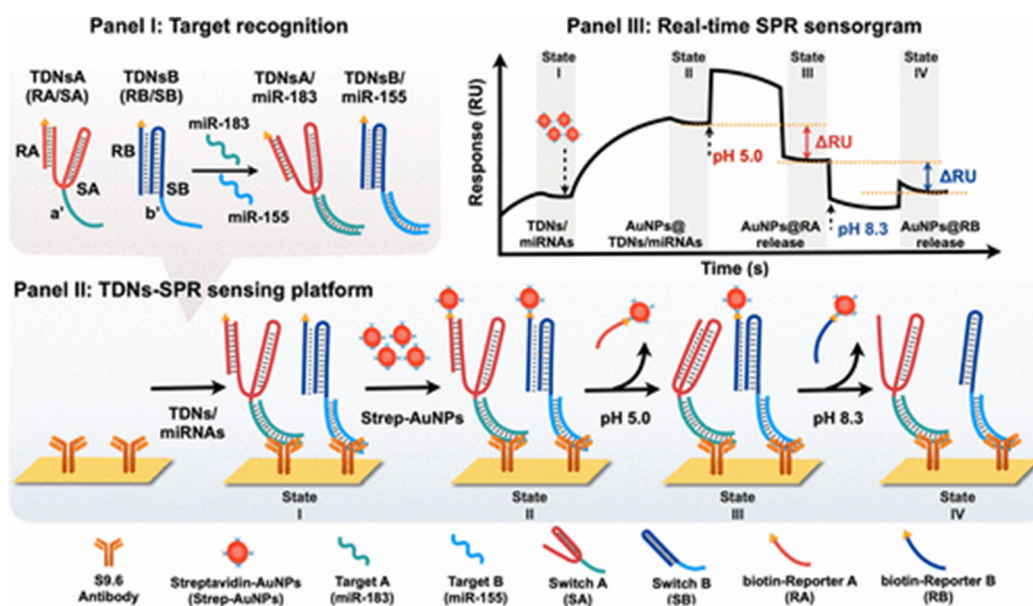 Panel I: Target recognition
TDNsA
(RA/SA)
TDNsB
(RB/SB)
TDNsA/
miR-183
TDNsB/
miR-155
miR-183
RA
RB
SA
SB
miR-155
a'
b'
Panel III: Real-time SPR sensorgram
Response (RU)
State
I
State
II
State
III
State
IV
ΔRU
ΔRU
pH 5.0
pH 8.3
TDNs/
miRNAs
AuNPs@
TDNs/miRNAs
AuNPs@RA
release
AuNPs@RB
release
Time (s)
Panel II: TDNs-SPR sensing platform
TDNs/
miRNAs
Strep-AuNPs
pH 5.0
pH 8.3
State
I
State
II
State
III
State
IV
S9.6
Antibody
Streptavidin-AuNPs
(Strep-AuNPs)
Target A
(miR-183)
Target B
(miR-155)
Switch A
(SA)
Switch B
(SB)
biotin-Reporter A
(RA)
biotin-Reporter B
(RB)